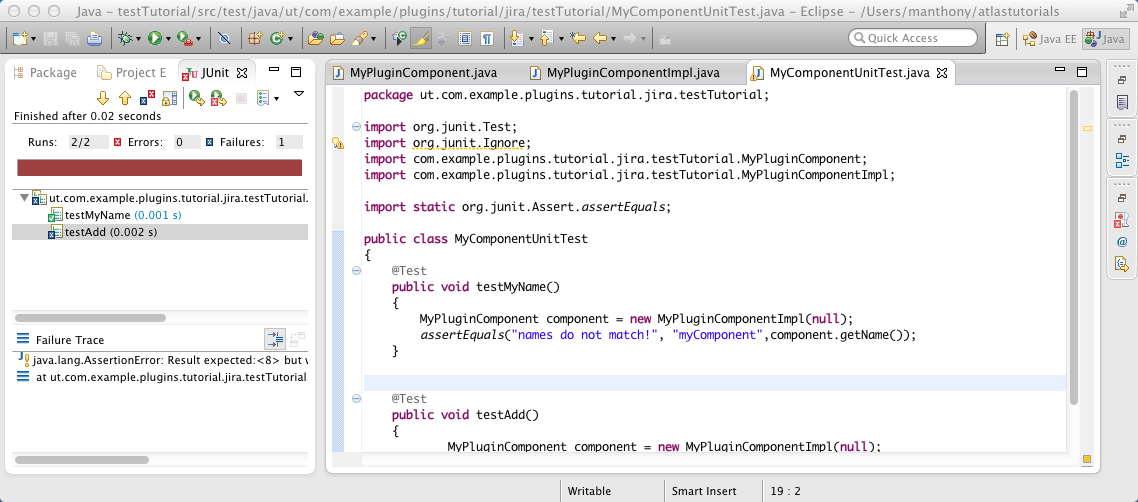 Java – testTutorial/src/test/java/ut/com/example/plugins/tutorial/jira/testTutorial/MyComponentUnitTest.java – Eclipse – /Users/manthony/atlastutorials
Quick Access
Java EE
Java
Package
Project E
JUnit
Finished after 0.02 seconds
Runs: 2/2 Errors: 0 Failures: 1
ut.com.example.plugins.tutorial.jira.testTutorial.
testMyName (0.001 s)
testAdd (0.002 s)
Failure Trace
java.lang.AssertionError: Result expected:<8> but
at ut.com.example.plugins.tutorial.jira.testTutorial
MyPluginComponent.java
MyPluginComponentImpl.java
MyComponentUnitTest.java
package ut.com.example.plugins.tutorial.jira.testTutorial;
import org.junit.Test;
import org.junit.Ignore;
import com.example.plugins.tutorial.jira.testTutorial.MyPluginComponent;
import com.example.plugins.tutorial.jira.testTutorial.MyPluginComponentImpl;
import static org.junit.Assert.assertEquals;
public class MyComponentUnitTest
{
@Test
public void testMyName()
{
MyPluginComponent component = new MyPluginComponentImpl(null);
assertEquals("names do not match!", "myComponent",component.getName());
}
@Test
public void testAdd()
{
MyPluginComponent component = new MyPluginComponentImpl(null);
Writable
Smart Insert
19 : 2